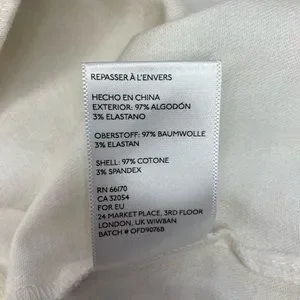 REPASSER À L'ENVERS
HECHO EN CHINA
EXTERIOR: 97% ALGODÓN
3% ELASTANO
OBERSTOFF: 97% BAUMWOLLE
3% ELASTAN
SHELL: 97% COTONE
3% SPANDEX
RN 66170
CA 32054
FOR EU
24 MARKET PLACE, 3RD FLOOR
LONDON, UK W1W8AN
BATCH # OFD9076B